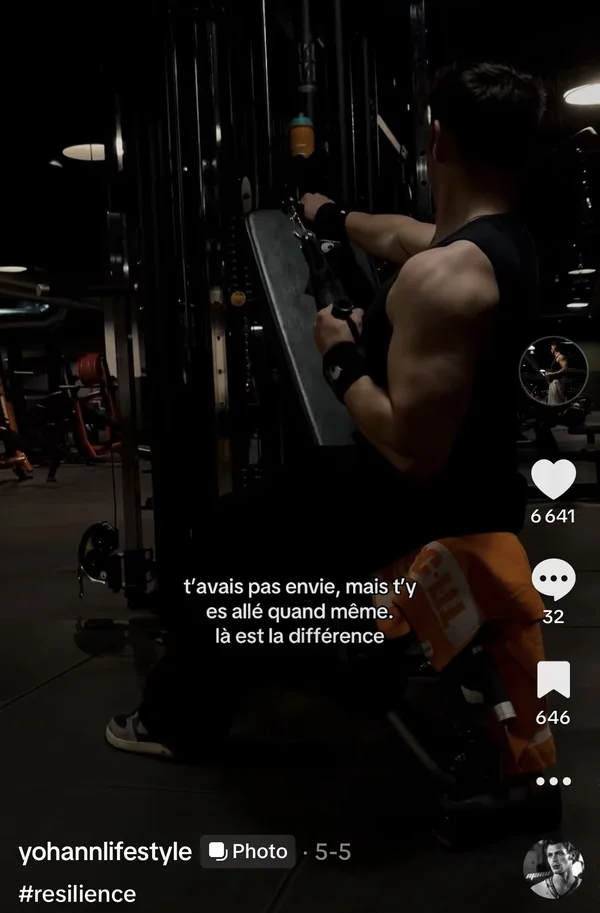 t'avais pas envie, mais t'y
es allé quand même.
là est la différence
6 641
32
646
yohannlifestyle Photo · 5-5
#resilience